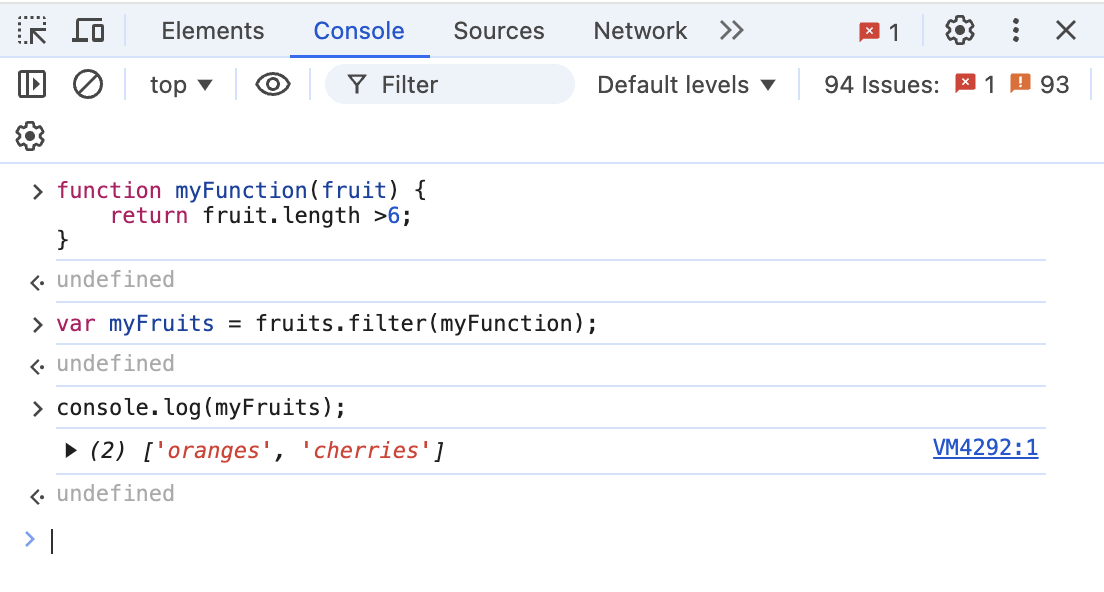 Elements Console Sources Network 1
top Filter Default levels 94 Issues: 1 93
function myFunction(fruit) {
    return fruit.length >6;
}
undefined
var myFruits = fruits.filter(myFunction);
undefined
console.log(myFruits);
(2) ['oranges', 'cherries'] VM4292:1
undefined